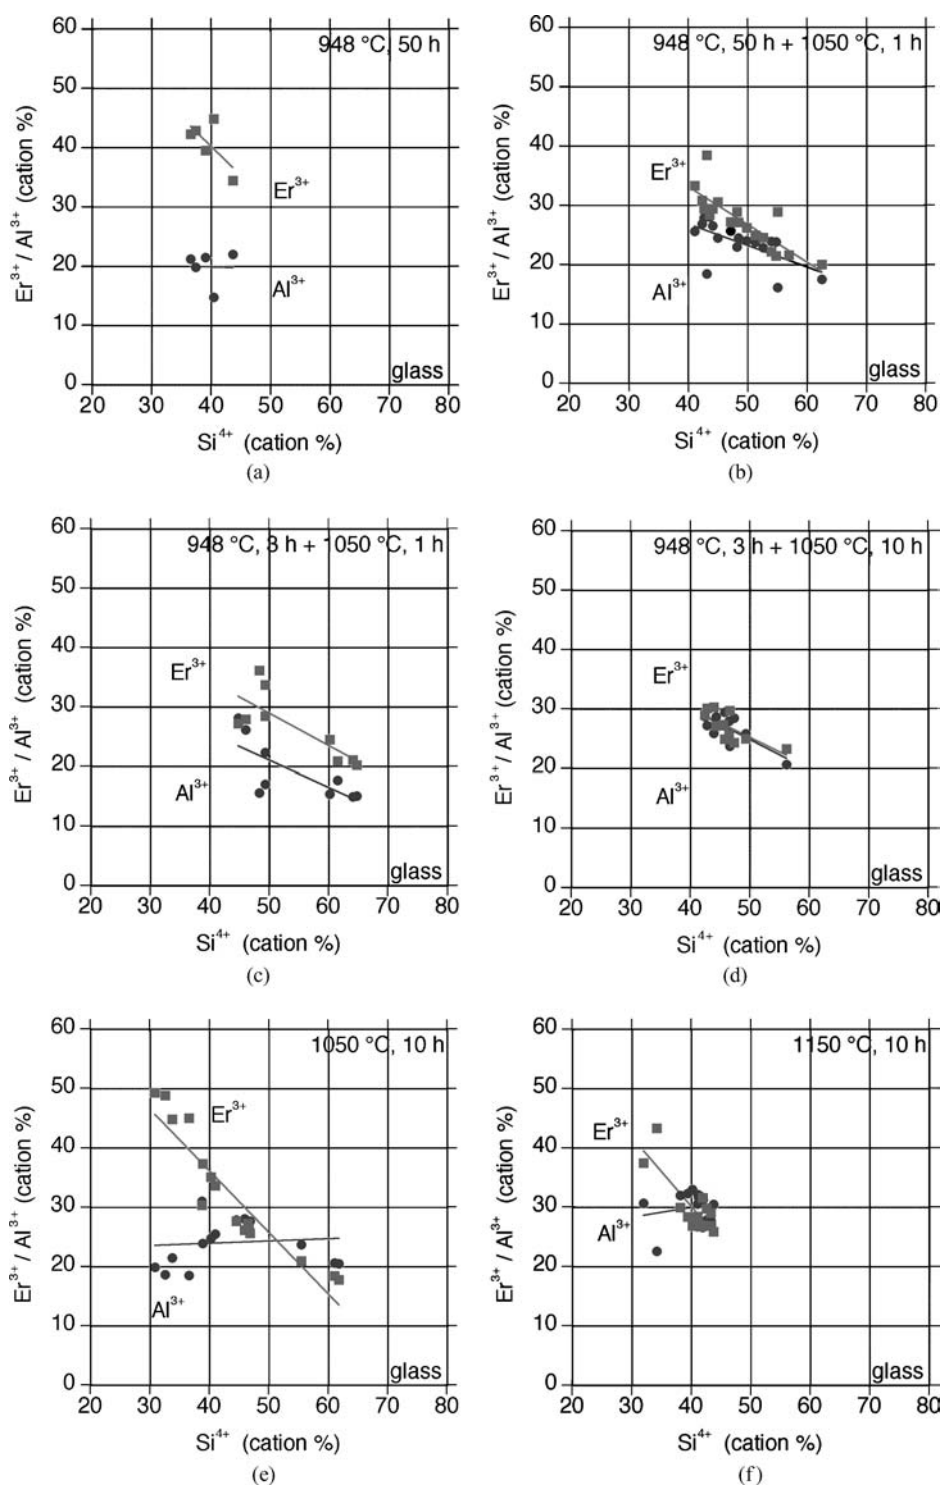 60
948 °C, 50 h
50
40
30
20
10
0
Er³⁺ / Al³⁺ (cation %)
Er³⁺
Al³⁺
glass
20 30 40 50 60 70 80
Si⁴⁺ (cation %)
(a)
60
948 °C, 50 h + 1050 °C, 1 h
50
40
30
20
10
0
Er³⁺ / Al³⁺ (cation %)
Er³⁺
Al³⁺
glass
20 30 40 50 60 70 80
Si⁴⁺ (cation %)
(b)
60
948 °C, 3 h + 1050 °C, 1 h
50
40
30
20
10
0
Er³⁺ / Al³⁺ (cation %)
Er³⁺
Al³⁺
glass
20 30 40 50 60 70 80
Si⁴⁺ (cation %)
(c)
60
948 °C, 3 h + 1050 °C, 10 h
50
40
30
20
10
0
Er³⁺ / Al³⁺ (cation %)
Er³⁺
Al³⁺
glass
20 30 40 50 60 70 80
Si⁴⁺ (cation %)
(d)
60
1050 °C, 10 h
50
40
30
20
10
0
Er³⁺ / Al³⁺ (cation %)
Er³⁺
Al³⁺
glass
20 30 40 50 60 70 80
Si⁴⁺ (cation %)
(e)
60
1150 °C, 10 h
50
40
30
20
10
0
Er³⁺ / Al³⁺ (cation %)
Er³⁺
Al³⁺
glass
20 30 40 50 60 70 80
Si⁴⁺ (cation %)
(f)